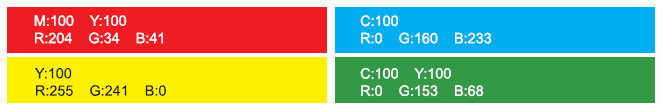 M:100 Y:100
R:204 G:34 B:41
C:100
R:0 G:160 B:233
Y:100
R:255 G:241 B:0
C:100 Y:100
R:0 G:153 B:68